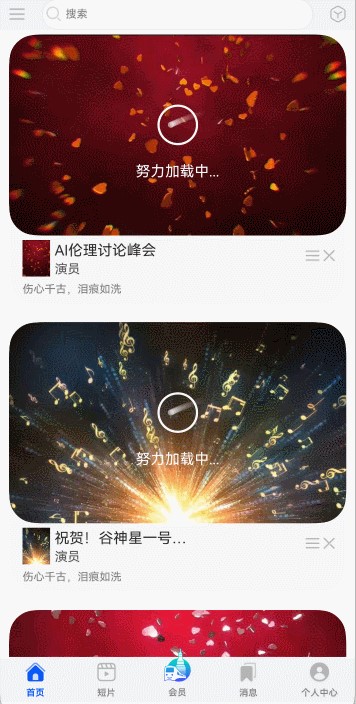 搜索
努力加载中...
AI伦理讨论峰会
演员
伤心千古，泪痕如洗
努力加载中...
祝贺！谷神星一号...
演员
伤心千古，泪痕如洗
首页
短片
会员
消息
个人中心